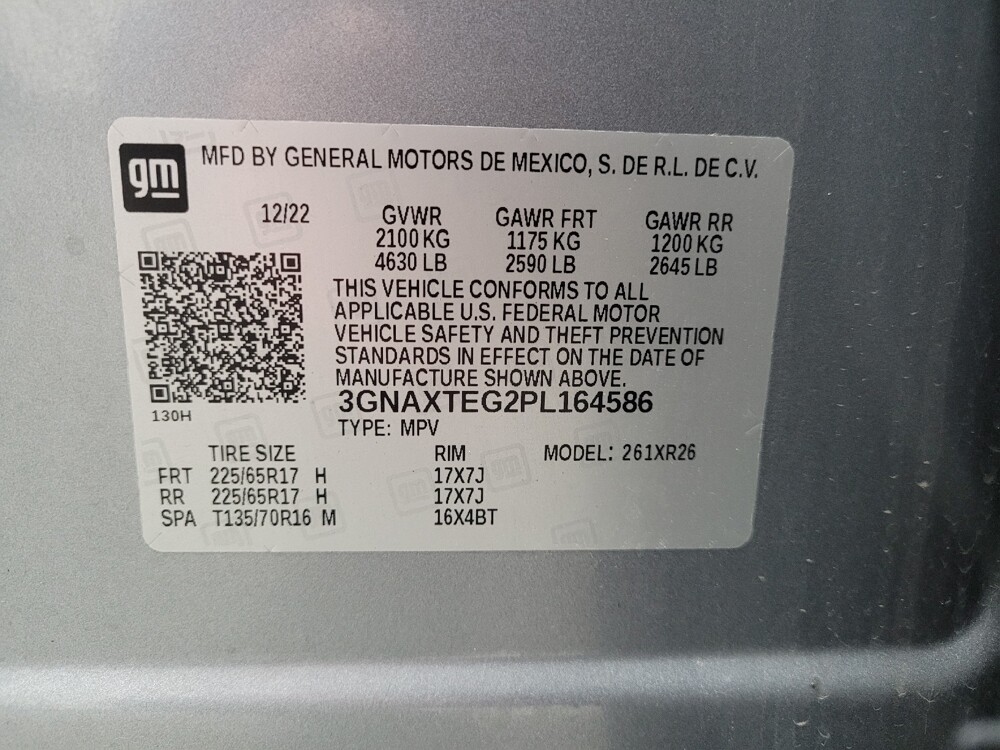 gm
MFD BY GENERAL MOTORS DE MEXICO, S. DE R.L. DE C.V.
12/22 GVWR GAWR FRT GAWR RR
2100 KG 1175 KG 1200 KG
4630 LB 2590 LB 2645 LB
THIS VEHICLE CONFORMS TO ALL
APPLICABLE U.S. FEDERAL MOTOR
VEHICLE SAFETY AND THEFT PREVENTION
STANDARDS IN EFFECT ON THE DATE OF
MANUFACTURE SHOWN ABOVE.
3GNAXTEG2PL164586
130H
TYPE: MPV
TIRE SIZE RIM MODEL: 261XR26
FRT 225/65R17 H 17X7J
RR 225/65R17 H 17X7J
SPA T135/70R16 M 16X4BT